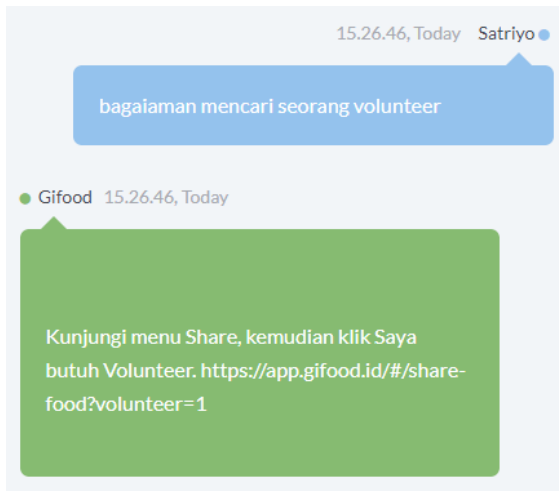 15.26.46, Today Satriyo
bagaiaman mencari seorang volunteer
Gifood 15.26.46, Today
Kunjungi menu Share, kemudian klik Saya
butuh Volunteer. https://app.gifood.id/#/share-
food?volunteer=1